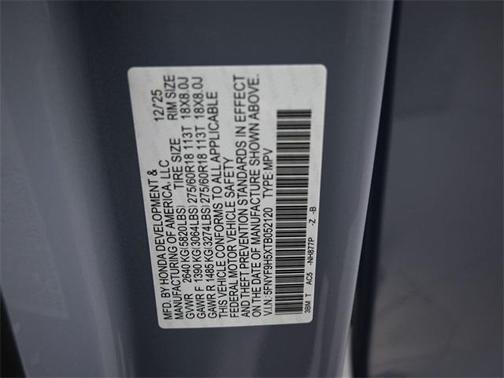 MFD. BY HONDA DEVELOPMENT & 12/25
MANUFACTURING OF AMERICA, LLC
GVWR 2640 KG(5820LBS) TIRE SIZE RIM SIZE
GAWR F 1390 KG(3064LBS) 275/60R18 113T 18X8.0J
GAWR R 1485 KG(3274LBS) 275/60R18 113T 18X8.0J
THIS VEHICLE CONFORMS TO ALL APPLICABLE
FEDERAL MOTOR VEHICLE SAFETY
AND THEFT PREVENTION STANDARDS IN EFFECT
ON THE DATE OF MANUFACTURE SHOWN ABOVE.
V.I.N: 5FNYF9H5XTB052120 TYPE:MPV
3BM T AC5 -NH877P -Z -B